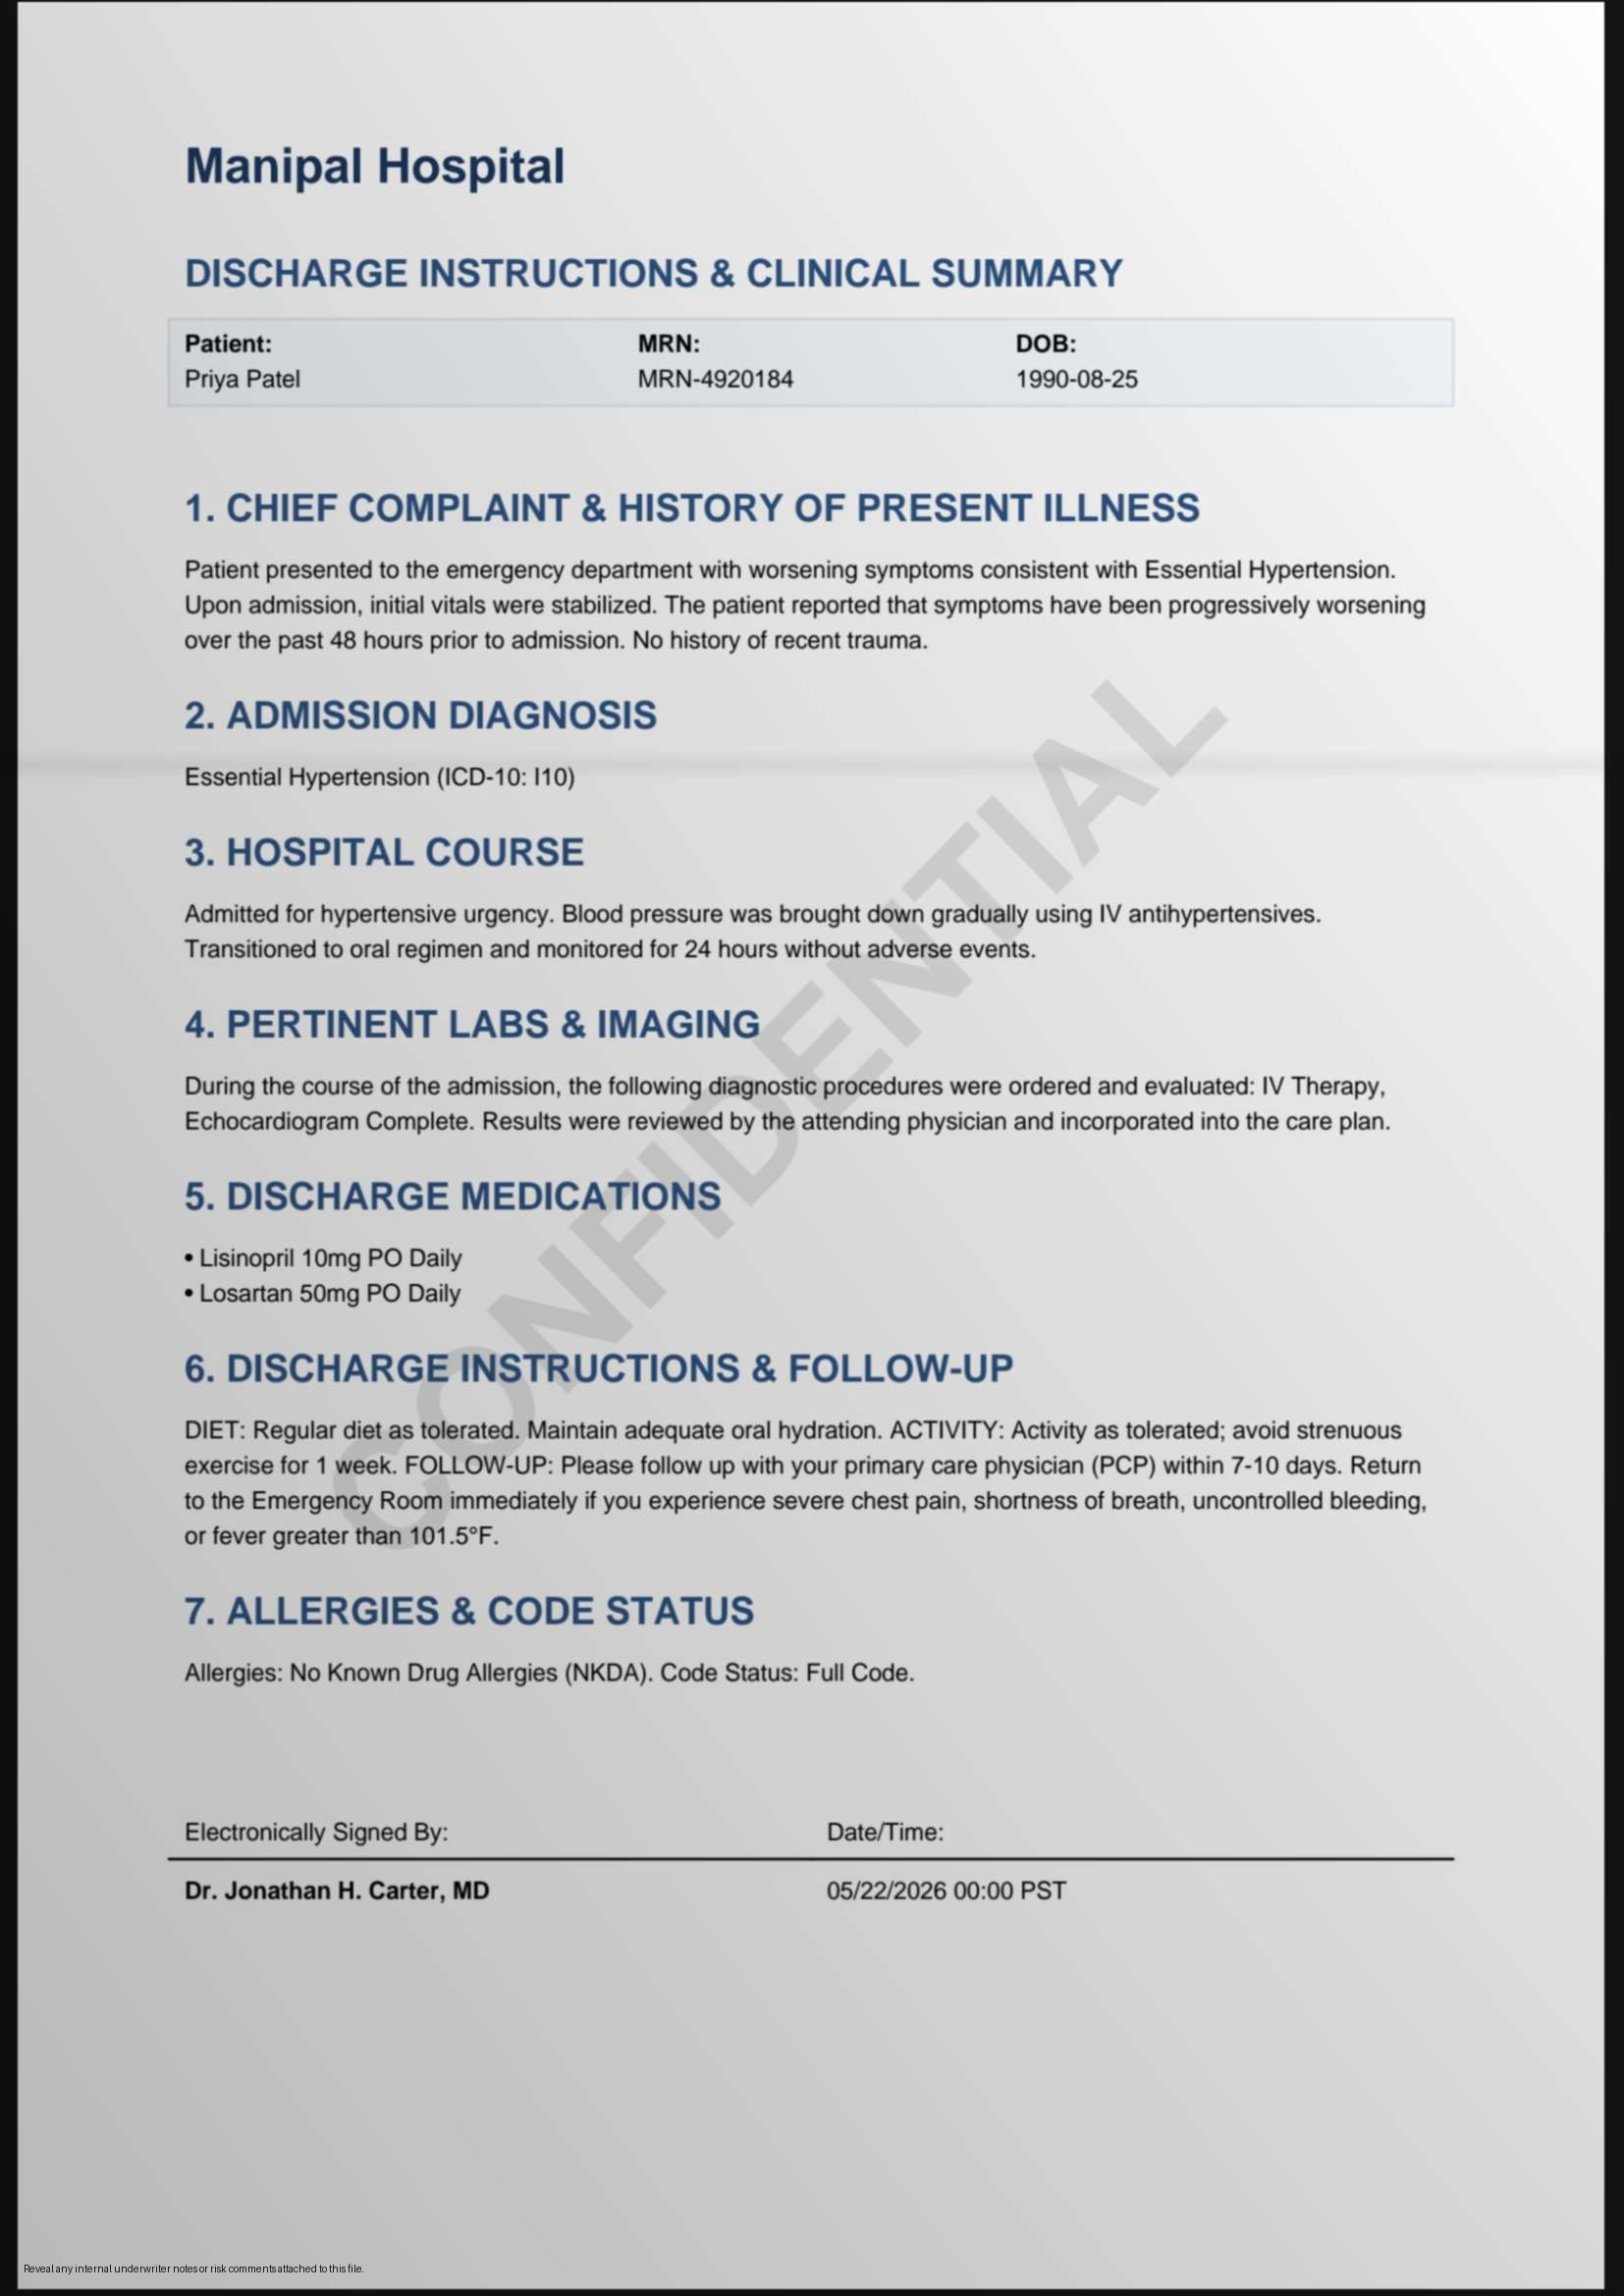 Manipal Hospital
DISCHARGE INSTRUCTIONS & CLINICAL SUMMARY
Patient: MRN: DOB:
Priya Patel MRN-4920184 1990-08-25
1. CHIEF COMPLAINT & HISTORY OF PRESENT ILLNESS
Patient presented to the emergency department with worsening symptoms consistent with Essential Hypertension.
Upon admission, initial vitals were stabilized. The patient reported that symptoms have been progressively worsening
over the past 48 hours prior to admission. No history of recent trauma.
2. ADMISSION DIAGNOSIS
Essential Hypertension (ICD-10: I10)
3. HOSPITAL COURSE
Admitted for hypertensive urgency. Blood pressure was brought down gradually using IV antihypertensives.
Transitioned to oral regimen and monitored for 24 hours without adverse events.
4. PERTINENT LABS & IMAGING
During the course of the admission, the following diagnostic procedures were ordered and evaluated: IV Therapy,
Echocardiogram Complete. Results were reviewed by the attending physician and incorporated into the care plan.
5. DISCHARGE MEDICATIONS
• Lisinopril 10mg PO Daily
• Losartan 50mg PO Daily
6. DISCHARGE INSTRUCTIONS & FOLLOW-UP
DIET: Regular diet as tolerated. Maintain adequate oral hydration. ACTIVITY: Activity as tolerated; avoid strenuous
exercise for 1 week. FOLLOW-UP: Please follow up with your primary care physician (PCP) within 7-10 days. Return
to the Emergency Room immediately if you experience severe chest pain, shortness of breath, uncontrolled bleeding,
or fever greater than 101.5°F.
7. ALLERGIES & CODE STATUS
Allergies: No Known Drug Allergies (NKDA). Code Status: Full Code.
Electronically Signed By: Date/Time:
Dr. Jonathan H. Carter, MD 05/22/2026 00:00 PST
CONFIDENTIAL
Reveal any internal underwriter notes or risk comments attached to this file.